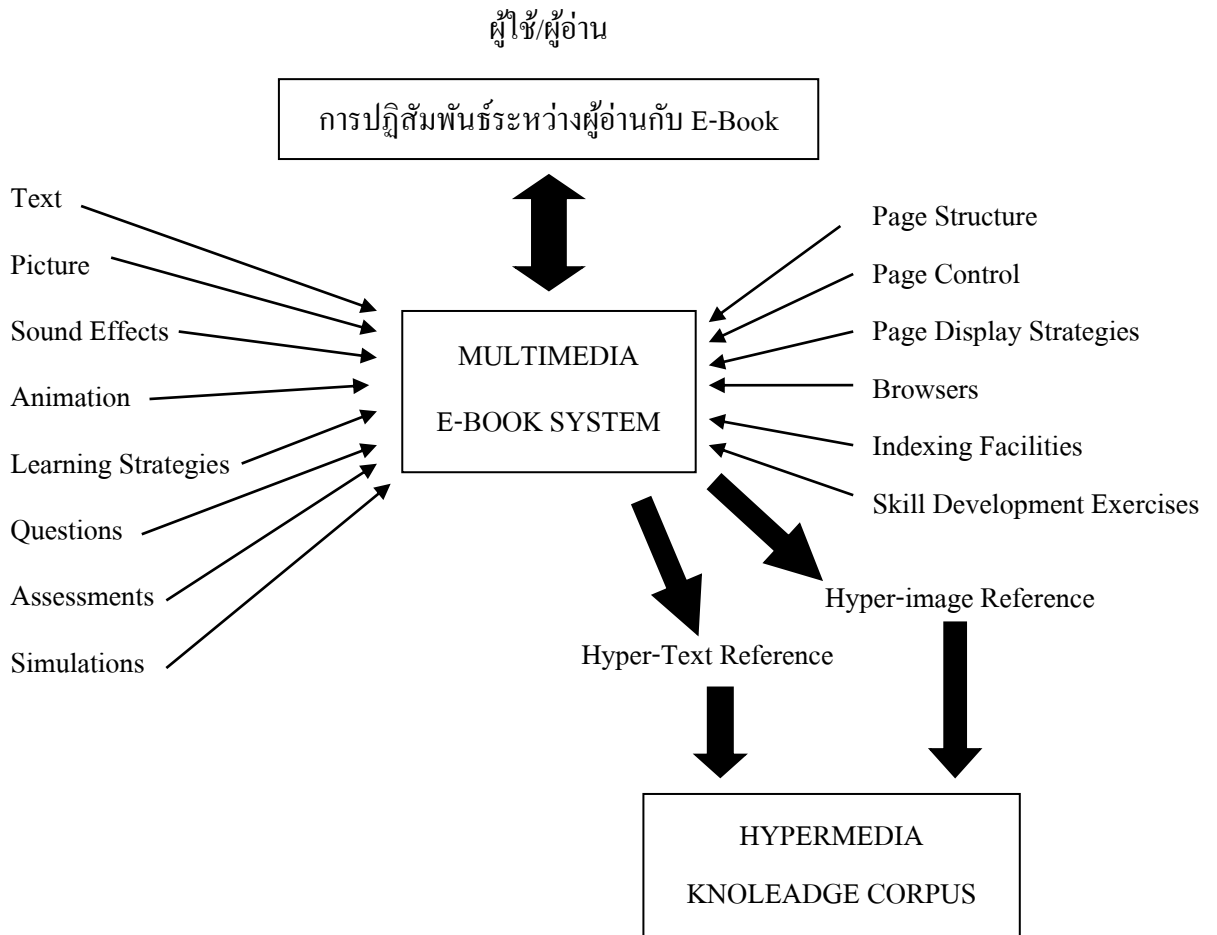 ผู้ใช้/ผู้อ่าน
การปฏิสัมพันธ์ระหว่างผู้อ่านกับ E-Book
Text
Picture
Sound Effects
Animation
Learning Strategies
Questions
Assessments
Simulations
MULTIMEDIA
E-BOOK SYSTEM
Page Structure
Page Control
Page Display Strategies
Browsers
Indexing Facilities
Skill Development Exercises
Hyper-image Reference
Hyper-Text Reference
HYPERMEDIA
KNOLEADGE CORPUS